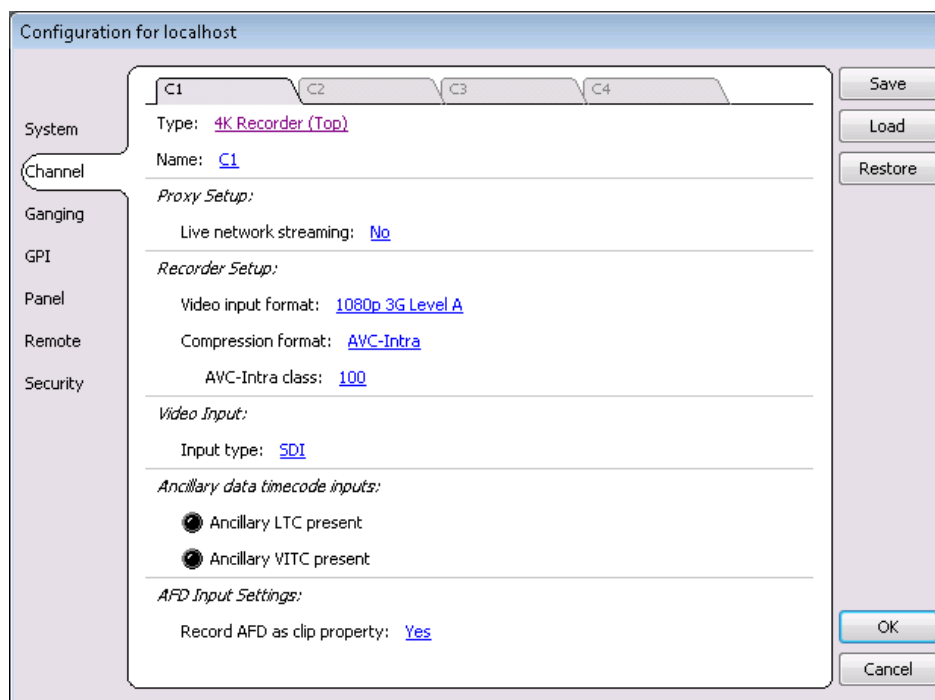 Configuration for localhost
C1
C2
C3
C4
Save
Load
Restore
System
Channel
Ganging
GPI
Panel
Remote
Security
Type: 4K Recorder (Top)
Name: C1
Proxy Setup:
Live network streaming: No
Recorder Setup:
Video input format: 1080p 3G Level A
Compression format: AVC-Intra
AVC-Intra class: 100
Video Input:
Input type: SDI
Ancillary data timecode inputs:
Ancillary LTC present
Ancillary VITC present
AFD Input Settings:
Record AFD as clip property: Yes
OK
Cancel